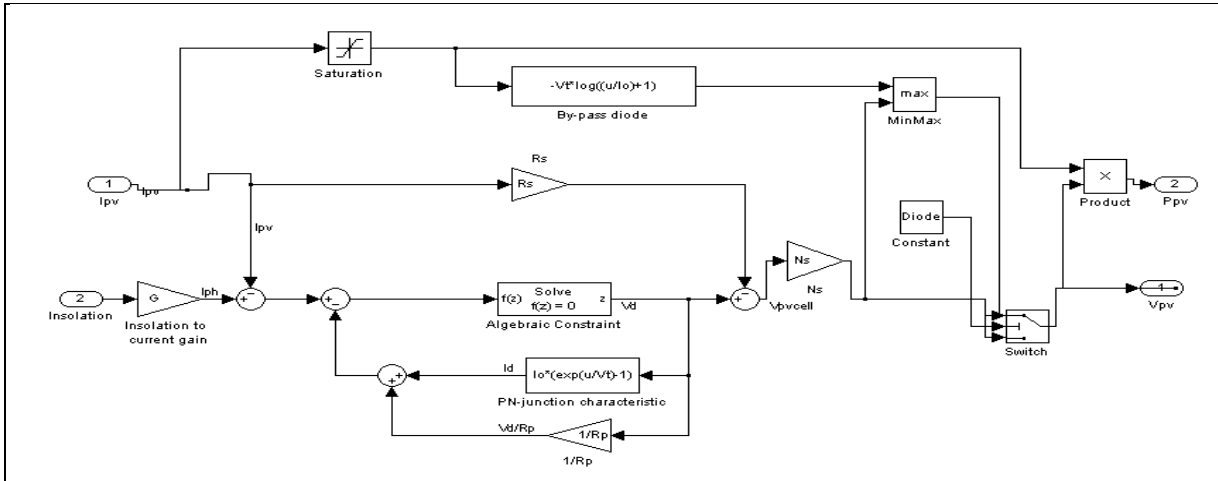 Saturation
-Vt*log((u/Io)+1)
By-pass diode
max
MinMax
Rs
Rs
1
Ipv
Ipv
Ipv
×
Product
2
Ppv
Diode
Constant
2
Insolation
G
Iph
Insolation to
current gain
+
−
+
−
f(z)
Solve
f(z) = 0
z
Algebraic Constraint
Vd
+
−
Vpvcell
Ns
Ns
Switch
1
Vpv
+
+
Id
Io*(exp(u/Vt)-1)
PN-junction characteristic
Vd/Rp
1/Rp
1/Rp